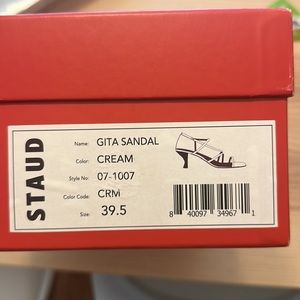 STAUD
Name: GITA SANDAL
Color: CREAM
Style No: 07-1007
Color Code: CRM
Size: 39.5
8 40097 34967 1